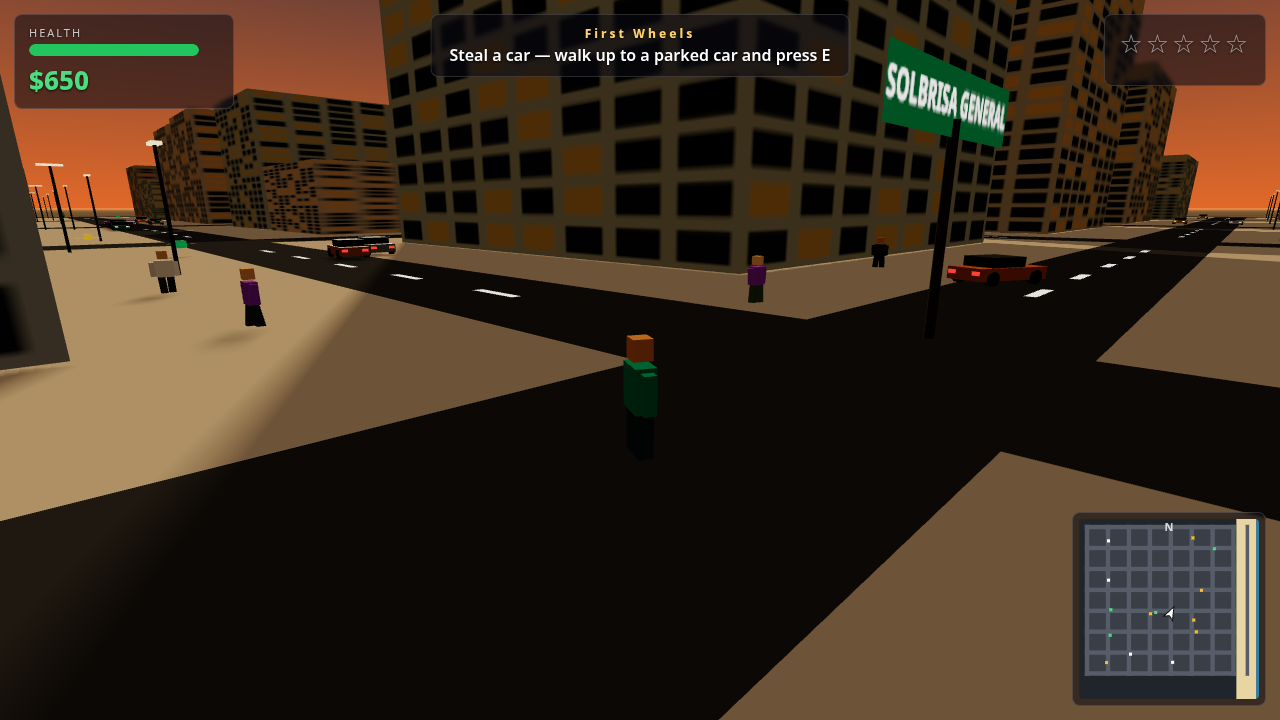 HEALTH
$650
First Wheels
Steal a car — walk up to a parked car and press E
SOLBRISA GENERAL
N